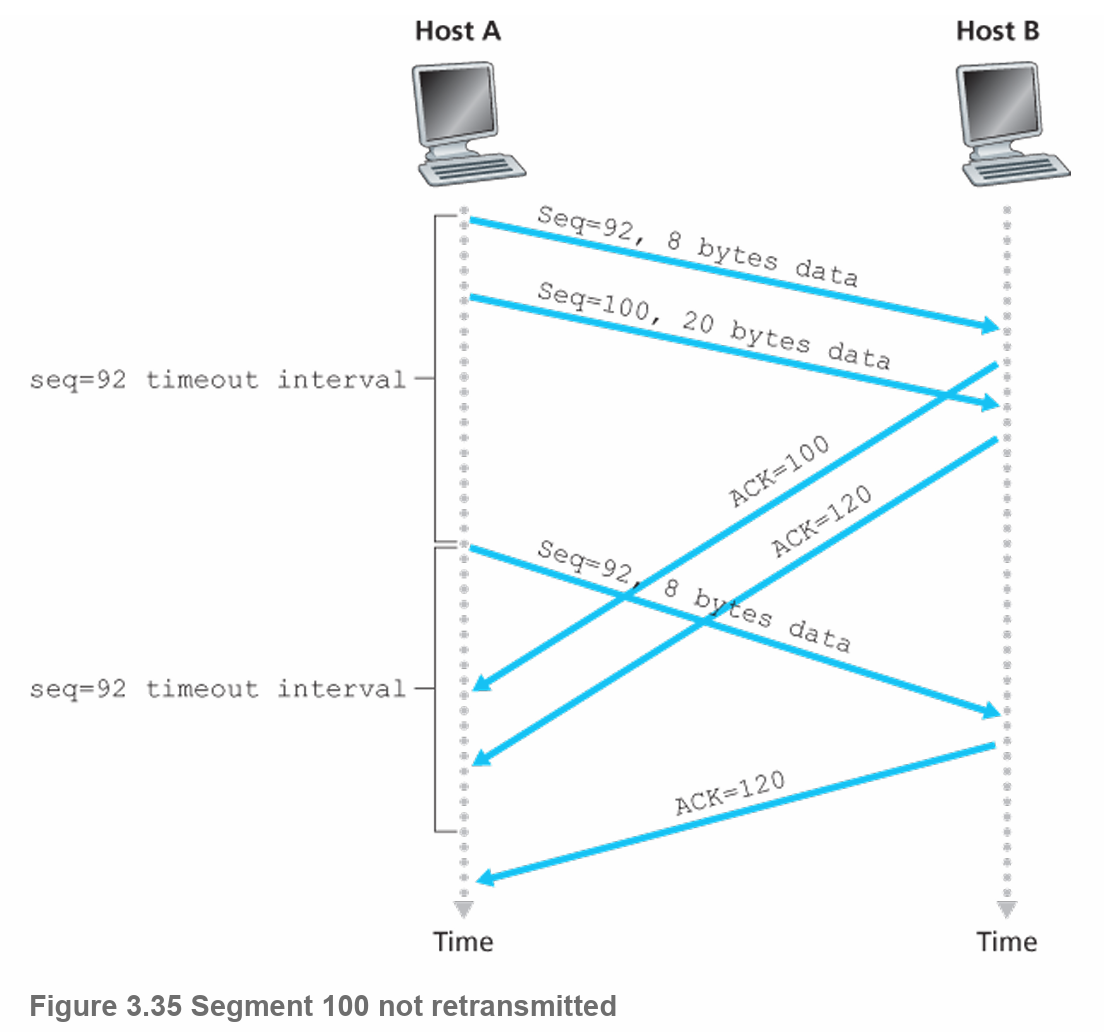 Host A
Host B
Seq=92, 8 bytes data
Seq=100, 20 bytes data
seq=92 timeout interval
ACK=100
ACK=120
Seq=92, 8 bytes data
seq=92 timeout interval
ACK=120
Time
Time
Figure 3.35 Segment 100 not retransmitted